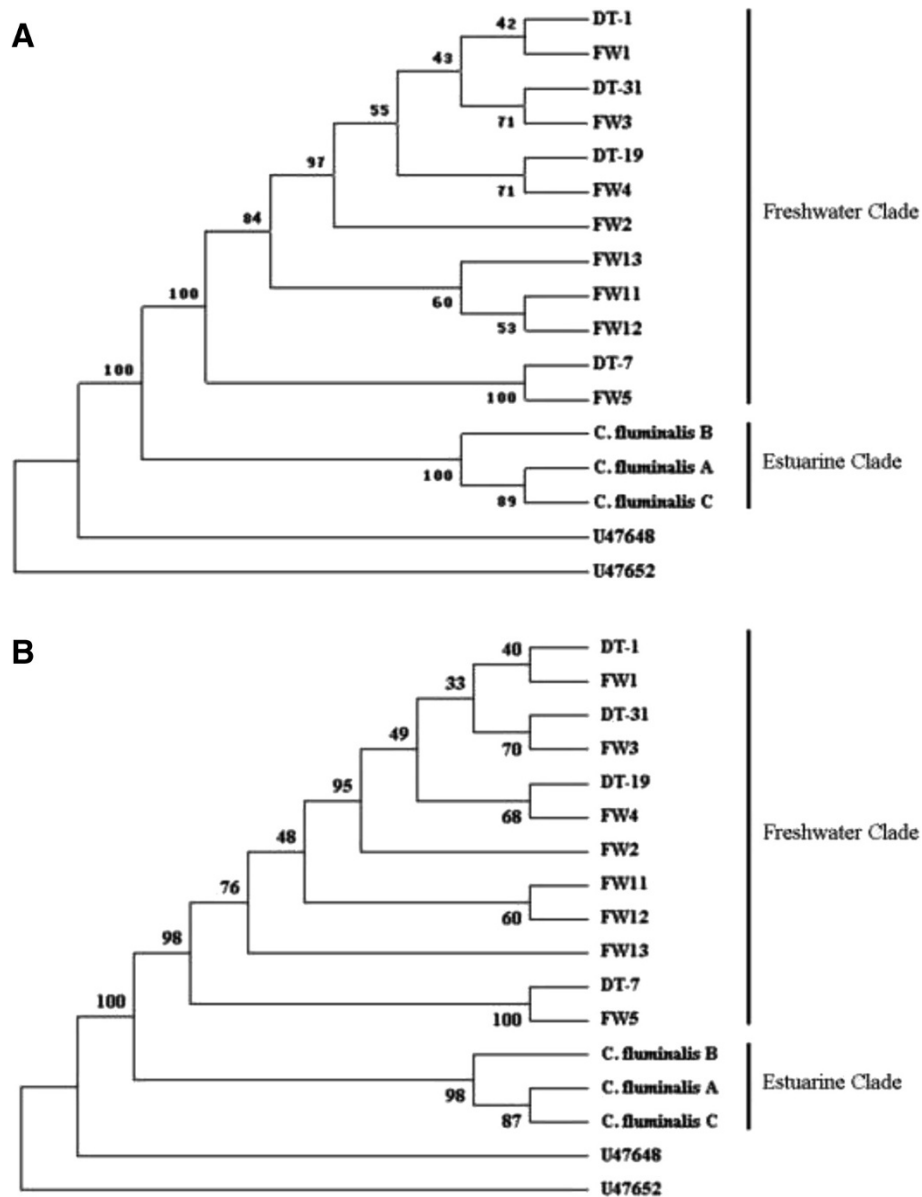 A
42
DT-1
FW1
43
DT-31
71
FW3
55
DT-19
71
FW4
97
FW2
84
FW13
60
FW11
53
FW12
100
DT-7
100
FW5
Freshwater Clade
100
C. fluminalis B
100
C. fluminalis A
89
C. fluminalis C
Estuarine Clade
U47648
U47652
B
40
DT-1
FW1
33
DT-31
70
FW3
49
DT-19
68
FW4
95
FW2
48
FW11
60
FW12
76
FW13
98
DT-7
100
FW5
Freshwater Clade
100
C. fluminalis B
98
C. fluminalis A
87
C. fluminalis C
Estuarine Clade
U47648
U47652